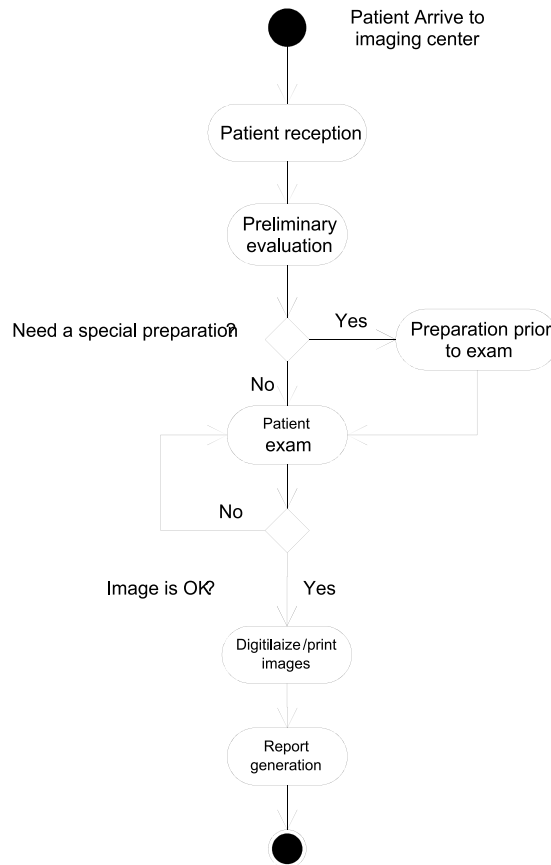 Patient Arrive to
imaging center
Patient reception
Preliminary
evaluation
Need a special preparation?
Yes
Preparation prior
to exam
No
Patient
exam
No
Image is OK?
Yes
Digitilaize/print
images
Report
generation